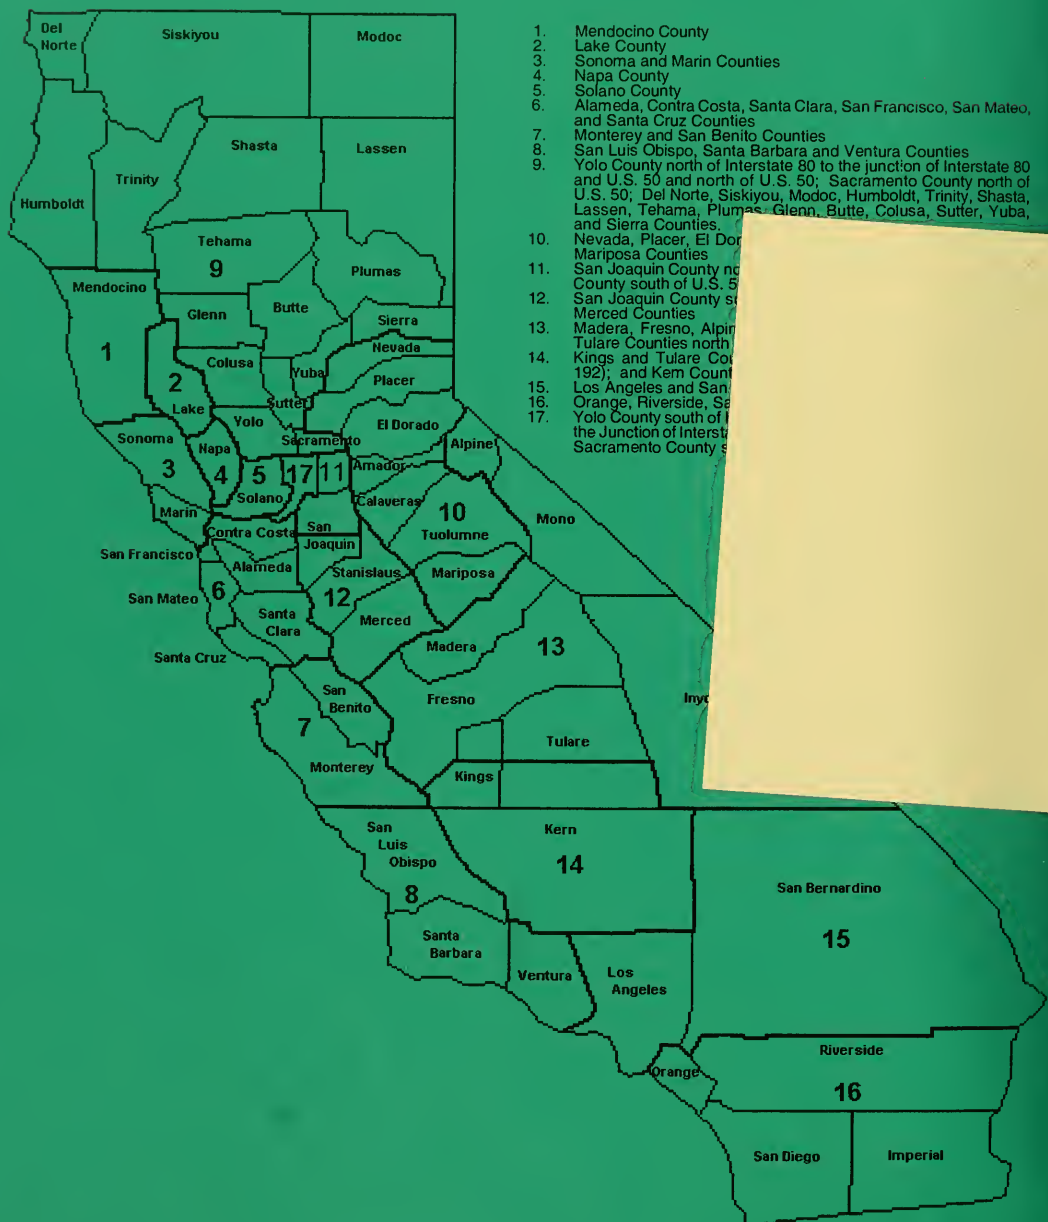 1. Mendocino County
2. Lake County
3. Sonoma and Marin Counties
4. Napa County
5. Solano County
6. Alameda, Contra Costa, Santa Clara, San Francisco, San Mateo,
and Santa Cruz Counties
7. Monterey and San Benito Counties
8. San Luis Obispo, Santa Barbara and Ventura Counties
9. Yolo County north of Interstate 80 to the junction of Interstate 80
and U.S. 50 and north of U.S. 50; Sacramento County north of
U.S. 50; Del Norte, Siskiyou, Modoc, Humboldt, Trinity, Shasta,
Lassen, Tehama, Plumas, Glenn, Butte, Colusa, Sutter, Yuba,
and Sierra Counties.
10. Nevada, Placer, El Dor
Mariposa Counties
11. San Joaquin County
County south of U.S.
12. San Joaquin County
Merced Counties
13. Madera, Fresno, Alpin
Tulare Counties north
14. Kings and Tulare
192); and Kern
15. Los Angeles and San
16. Orange, Riverside,
17. Yolo County south of
the Junction of
Sacramento County
Del
Norte
Siskiyou
Modoc
Humboldt
Trinity
Shasta
Lassen
Tehama
9
Plumas
Mendocino
1
Glenn
Butte
Sierra
Nevada
Placer
Colusa
Yuba
Sutter
2
Lake
Yolo
Sacramento
El Dorado
Alpine
Sonoma
3
Napa
4
5
Solano
17
11
Amador
Calaveras
10
Tuolumne
Mono
Marin
Contra Costa
San
Joaquin
San Francisco
Alameda
Stanislaus
Mariposa
6
San Mateo
12
Santa
Clara
Merced
Santa Cruz
Madera
13
San
Benito
Fresno
Inyo
7
Monterey
Tulare
Kings
San
Luis
Obispo
8
Kern
14
San Bernardino
15
Santa
Barbara
Ventura
Los
Angeles
Orange
Riverside
16
San Diego
Imperial